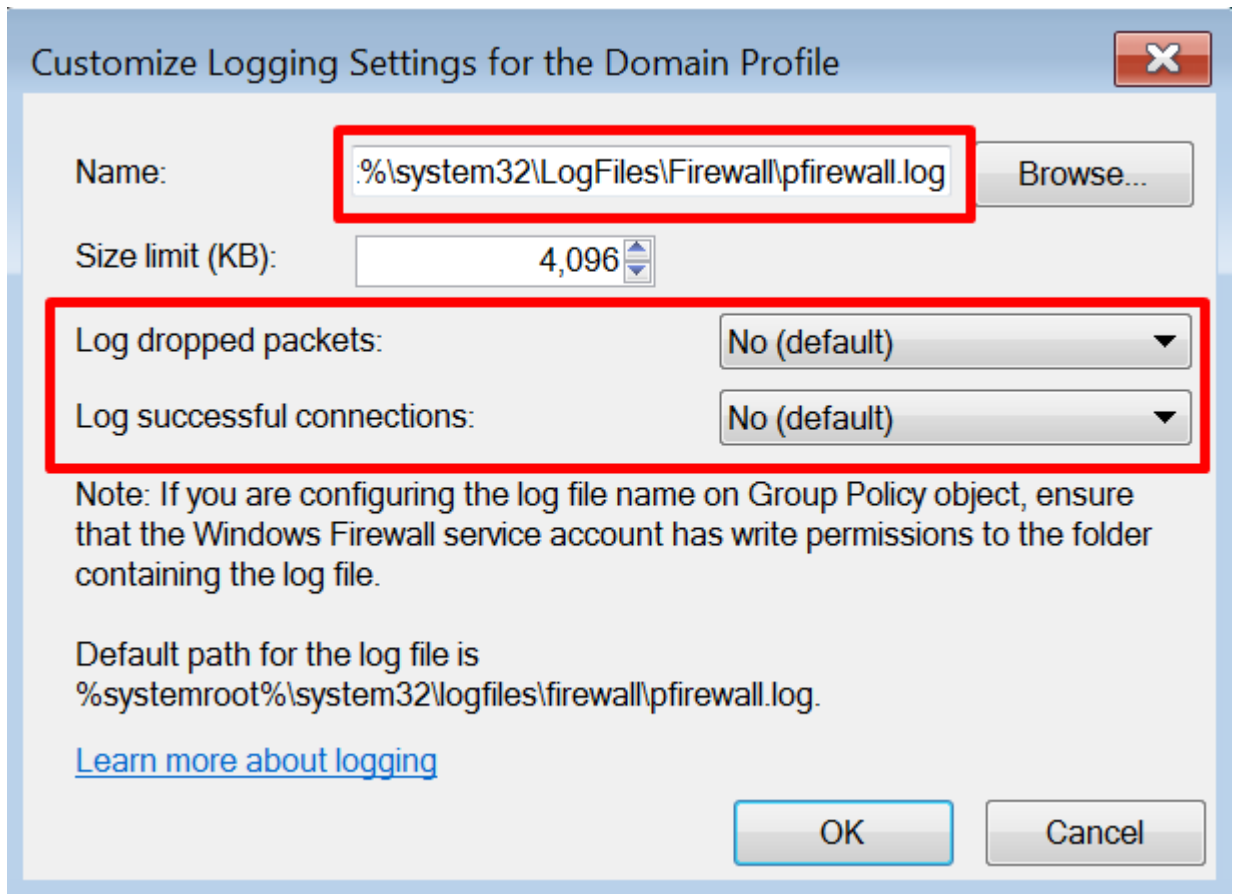 Customize Logging Settings for the Domain Profile
Name: :%\system32\LogFiles\Firewall\pfirewall.log Browse...
Size limit (KB): 4,096
Log dropped packets: No (default)
Log successful connections: No (default)
Note: If you are configuring the log file name on Group Policy object, ensure
that the Windows Firewall service account has write permissions to the folder
containing the log file.
Default path for the log file is
%systemroot%\system32\logfiles\firewall\pfirewall.log.
Learn more about logging
OK Cancel